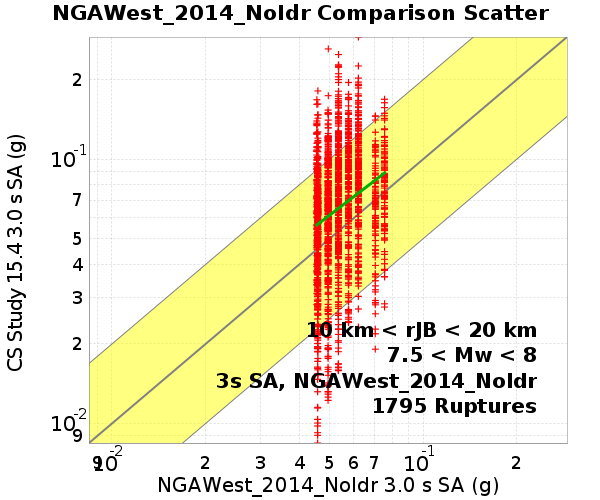 NGAWest_2014_NoIdr Comparison Scatter
CS Study 15.4 3.0 s SA (g)
2
10^-1
7
5
4
3
2
10^-2
9
10 km < rJB < 20 km
7.5 < Mw < 8
3s SA, NGAWest_2014_NoIdr
1795 Ruptures
9 10^-2 2 3 4 5 6 7 10^-1 2
NGAWest_2014_NoIdr 3.0 s SA (g)